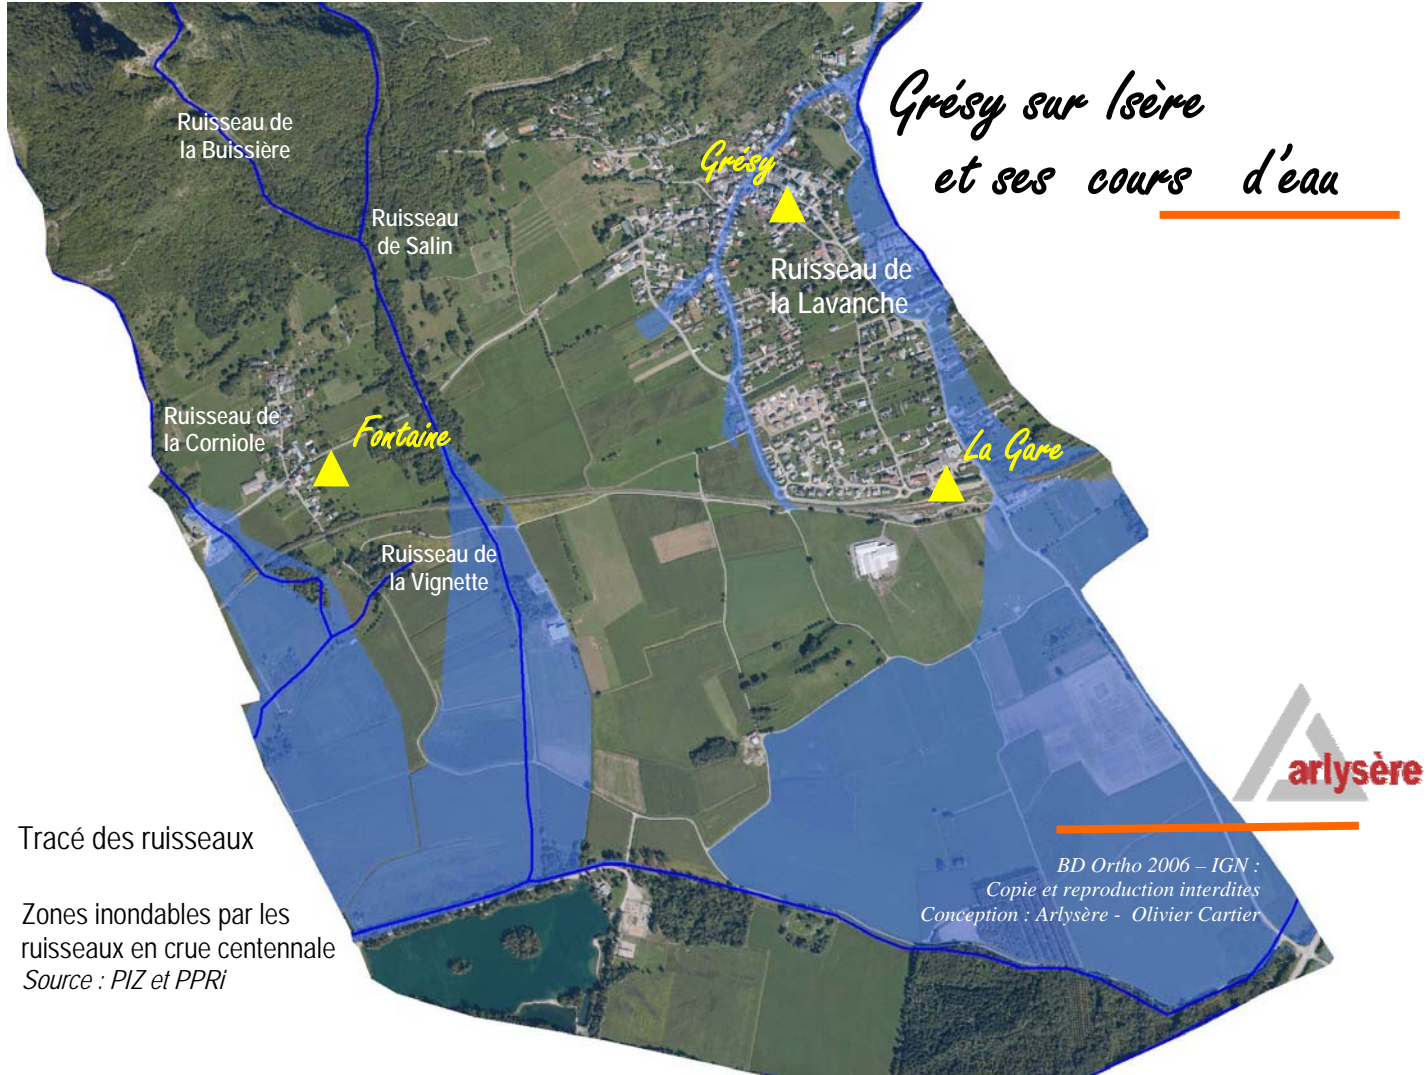 Grésy sur Isère
et ses cours d'eau
Ruisseau de
la Buissière
Grésy
Ruisseau
de Salin
Ruisseau de
la Lavanche
Ruisseau de
la Corniole
Fontaine
La Gare
Ruisseau de
la Vignette
arlysère
Tracé des ruisseaux
Zones inondables par les
ruisseaux en crue centennale
Source : PIZ et PPRi
BD Ortho 2006 – IGN :
Copie et reproduction interdites
Conception : Arlysère - Olivier Cartier